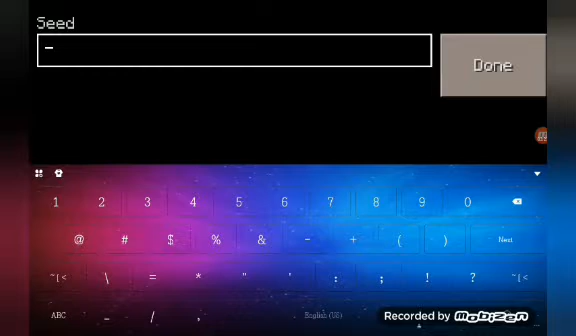 Seed
-
Done
1 2 3 4 5 6 7 8 9 0
@ # $ % & - + ( ) Next
~[< \ = * " ' : ; ! ? ~[<
ABC _ / , English (US)
Recorded by mobizen